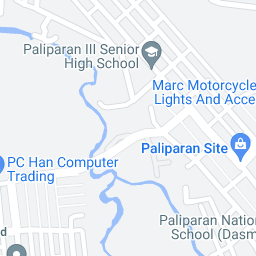 Paliparan III Senior
High School
Marc Motorcycle
Lights And Acce
Paliparan Site
PC Han Computer
Trading
Paliparan Nation
School (Dasm
d